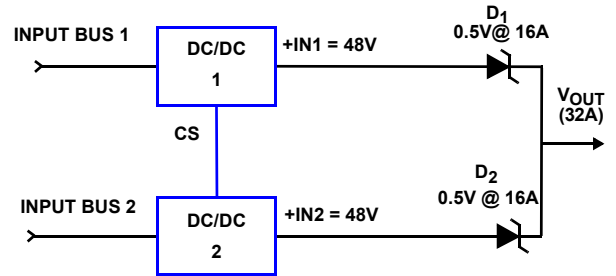 INPUT BUS 1
DC/DC
1
+IN1 = 48V
D1
0.5V@ 16A
VOUT
(32A)
CS
INPUT BUS 2
DC/DC
2
+IN2 = 48V
D2
0.5V @ 16A